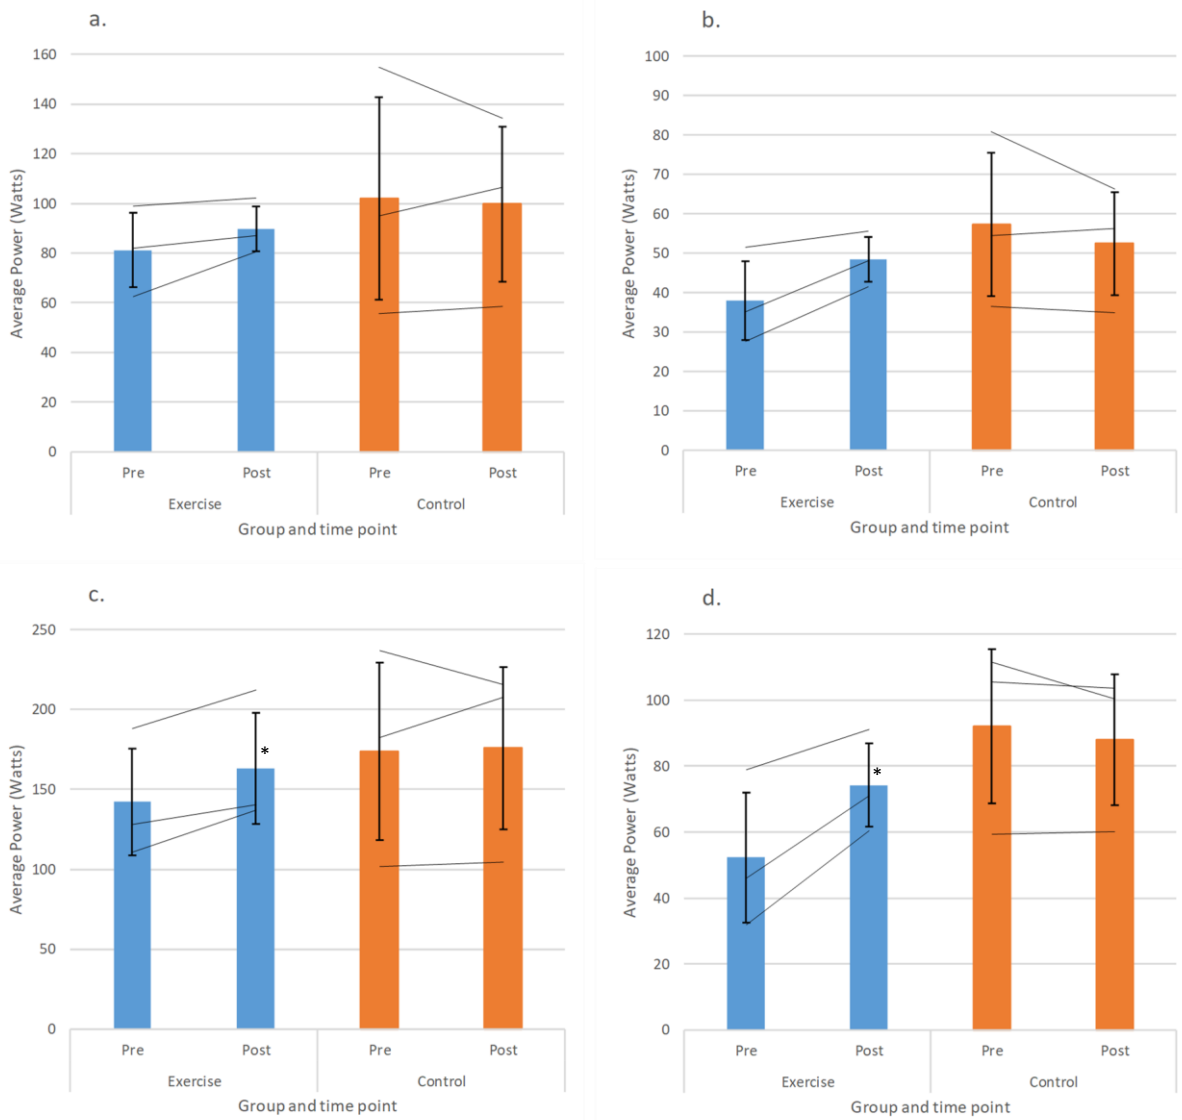 a.
160
140
120
100
80
60
40
20
0
Average Power (Watts)
Pre Post Pre Post
Exercise Control
Group and time point
b.
100
90
80
70
60
50
40
30
20
10
0
Average Power (Watts)
Pre Post Pre Post
Exercise Control
Group and time point
c.
250
200
150
100
50
0
Average Power (Watts)
*
Pre Post Pre Post
Exercise Control
Group and time point
d.
120
100
80
60
40
20
0
Average Power (Watts)
*
Pre Post Pre Post
Exercise Control
Group and time point